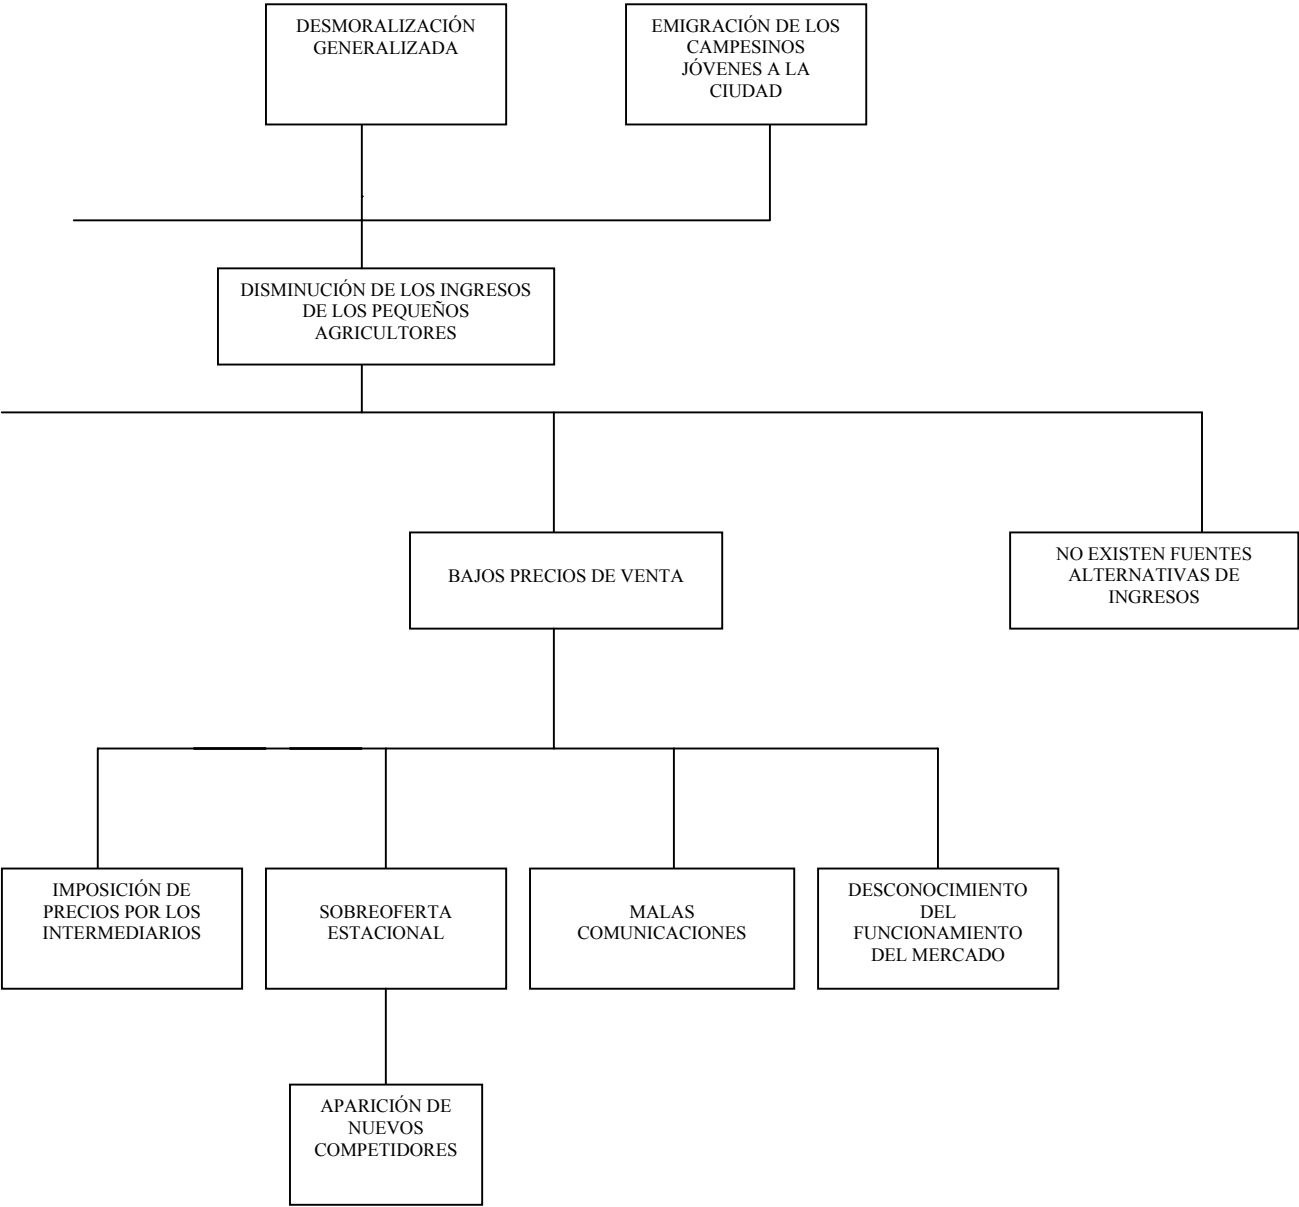 DESMORALIZACIÓN
GENERALIZADA
EMIGRACIÓN DE LOS
CAMPESINOS
JÓVENES A LA
CIUDAD
DISMINUCIÓN DE LOS INGRESOS
DE LOS PEQUEÑOS
AGRICULTORES
BAJOS PRECIOS DE VENTA
NO EXISTEN FUENTES
ALTERNATIVAS DE
INGRESOS
IMPOSICIÓN DE
PRECIOS POR LOS
INTERMEDIARIOS
SOBREOFERTA
ESTACIONAL
MALAS
COMUNICACIONES
DESCONOCIMIENTO
DEL
FUNCIONAMIENTO
DEL MERCADO
APARICIÓN DE
NUEVOS
COMPETIDORES